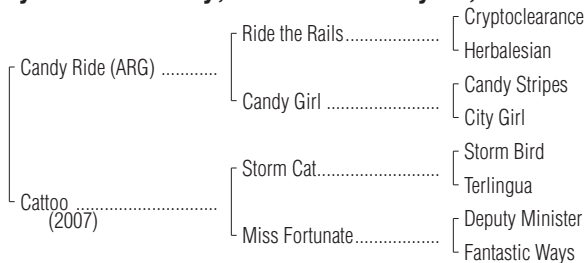 Cryptoclearance
Ride the Rails
Herbalesian
Candy Ride (ARG)
Candy Stripes
Candy Girl
City Girl
Storm Bird
Storm Cat
Terlingua
Cattoo
(2007)
Deputy Minister
Miss Fortunate
Fantastic Ways